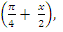 (π/4 + x/2),